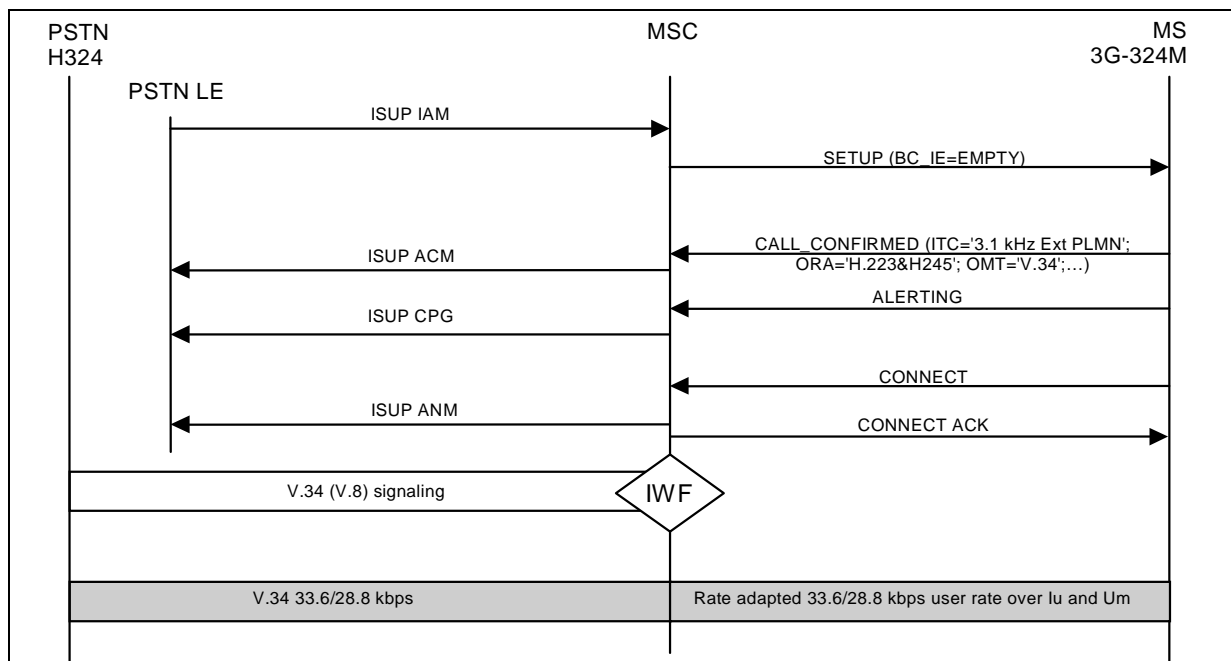 PSTN
H324
MSC
MS
3G-324M
PSTN LE
ISUP IAM
SETUP (BC_IE=EMPTY)
CALL_CONFIRMED (ITC='3.1 kHz Ext PLMN';
ORA='H.223&H245'; OMT='V.34';...)
ISUP ACM
ALERTING
ISUP CPG
CONNECT
ISUP ANM
CONNECT ACK
V.34 (V.8) signaling
IWF
V.34 33.6/28.8 kbps
Rate adapted 33.6/28.8 kbps user rate over Iu and Um